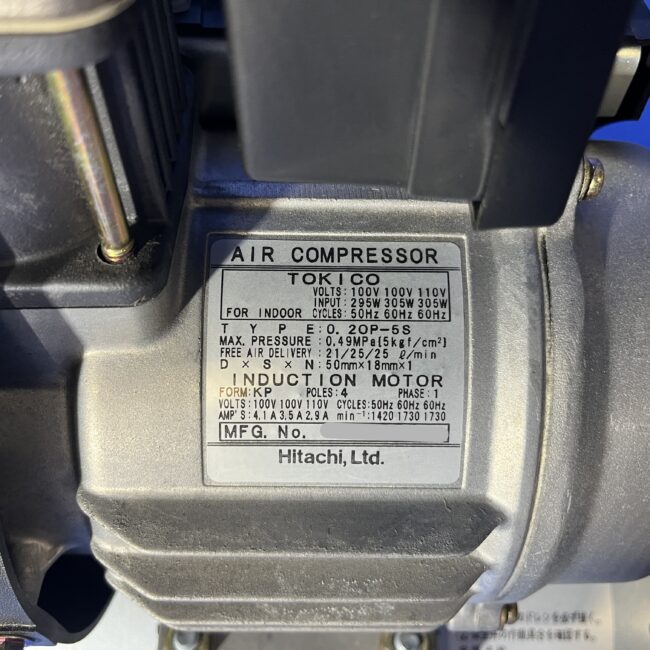 AIR COMPRESSOR
TOKICO
VOLTS: 100V 100V 110V
INPUT: 295W 305W 305W
FOR INDOOR CYCLES: 50Hz 60Hz 60Hz
TYPE: 0.2OP-5S
MAX. PRESSURE: 0.49MPa{5kgf/cm²}
FREE AIR DELIVERY: 21/25/25 ℓ/min
D×S×N: 50mm×18mm×1
INDUCTION MOTOR
FORM: KP POLES: 4 PHASE: 1
VOLTS: 100V 100V 110V CYCLES: 50Hz 60Hz 60Hz
AMP'S: 4.1A 3.5A 2.9A min⁻¹: 1420 1730 1730
MFG. No.
Hitachi, Ltd.